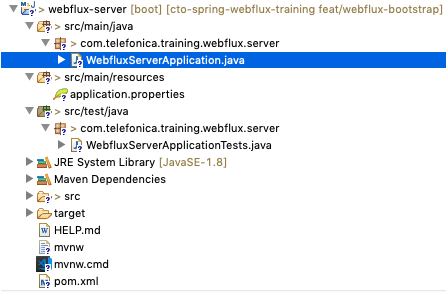 > webflux-server [boot] [cto-spring-webflux-training feat/webflux-bootstrap]
> src/main/java
> com.telefonica.training.webflux.server
WebfluxServerApplication.java
> src/main/resources
application.properties
> src/test/java
> com.telefonica.training.webflux.server
WebfluxServerApplicationTests.java
JRE System Library [JavaSE-1.8]
Maven Dependencies
> src
target
HELP.md
mvnw
mvnw.cmd
pom.xml